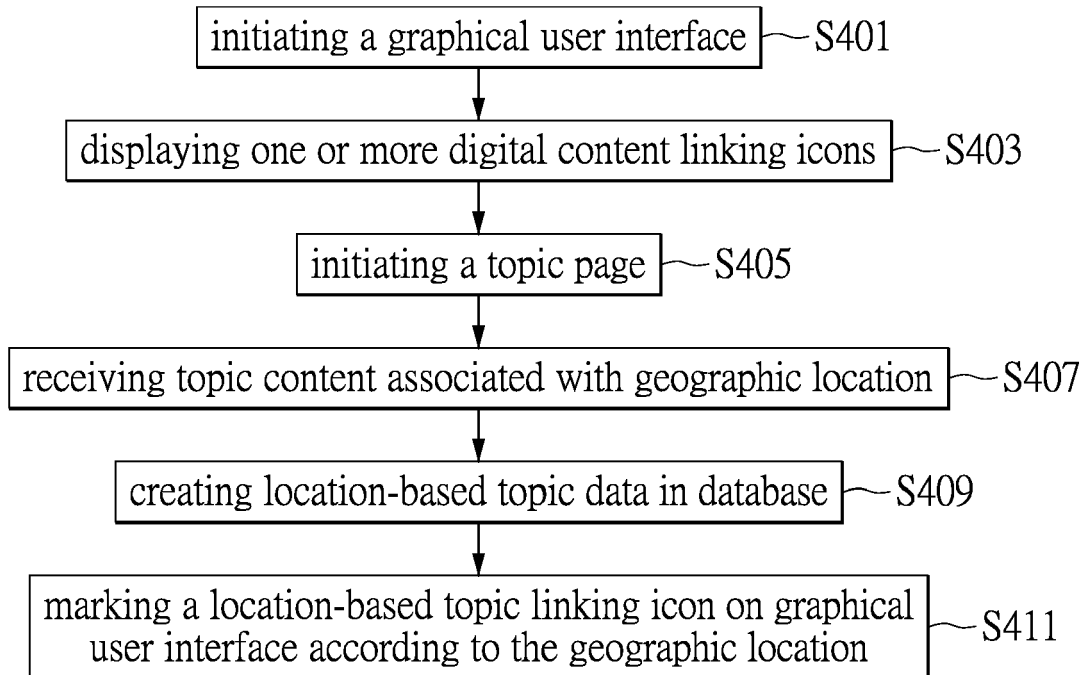 initiating a graphical user interface S401
displaying one or more digital content linking icons S403
initiating a topic page S405
receiving topic content associated with geographic location S407
creating location-based topic data in database S409
marking a location-based topic linking icon on graphical
user interface according to the geographic location S411